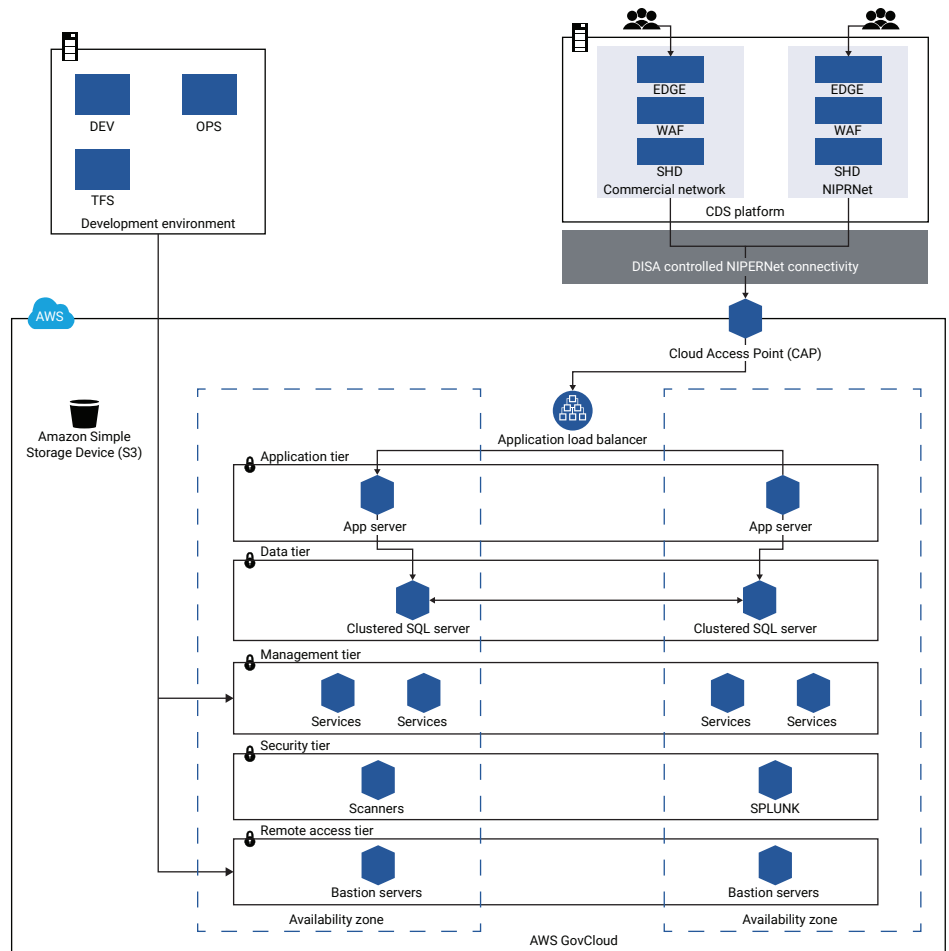 DEV
OPS
TFS
Development environment
EDGE
WAF
SHD
Commercial network
EDGE
WAF
SHD
NIPRNet
CDS platform
DISA controlled NIPERNet connectivity
AWS
Cloud Access Point (CAP)
Amazon Simple
Storage Device (S3)
Application load balancer
Application tier
App server
App server
Data tier
Clustered SQL server
Clustered SQL server
Management tier
Services
Services
Services
Services
Security tier
Scanners
SPLUNK
Remote access tier
Bastion servers
Bastion servers
Availability zone
Availability zone
AWS GovCloud